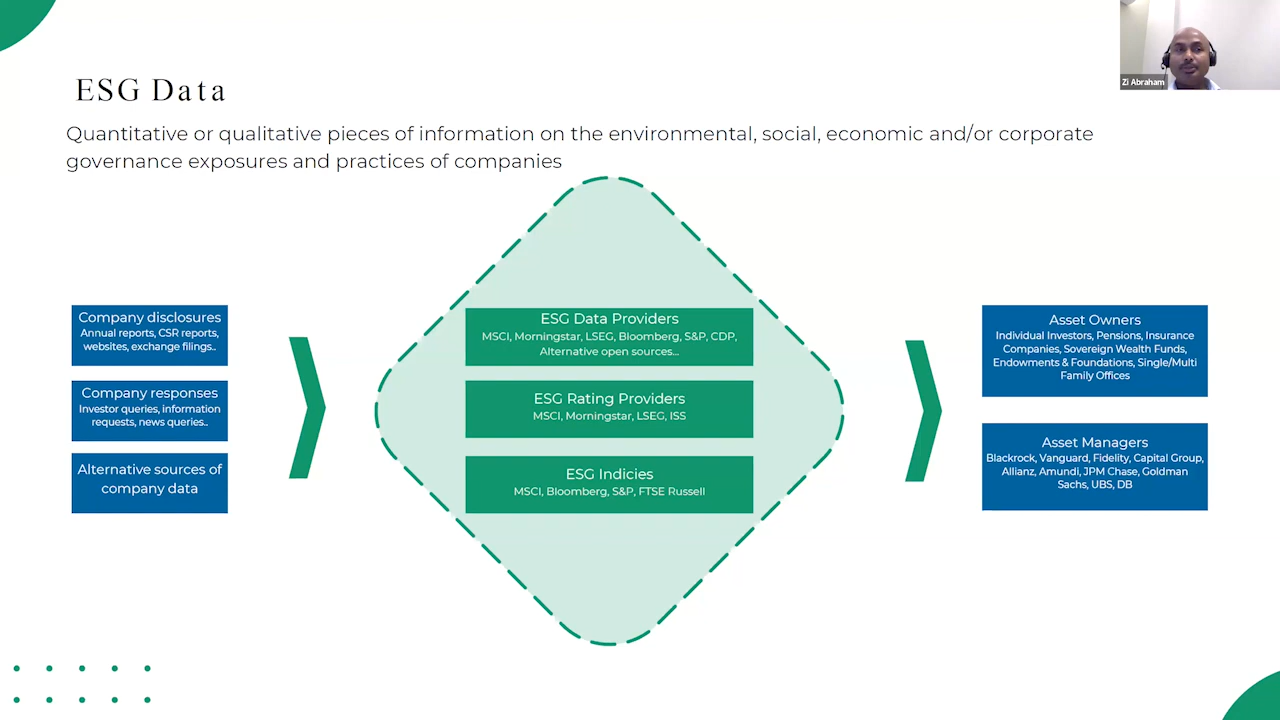 Zi Abraham
ESG Data
Quantitative or qualitative pieces of information on the environmental, social, economic and/or corporate
governance exposures and practices of companies
Company disclosures
Annual reports, CSR reports,
websites, exchange filings..
Company responses
Investor queries, information
requests, news queries..
Alternative sources of
company data
ESG Data Providers
MSCI, Morningstar, LSEG, Bloomberg, S&P, CDP,
Alternative open sources...
ESG Rating Providers
MSCI, Morningstar, LSEG, ISS
ESG Indicies
MSCI, Bloomberg, S&P, FTSE Russell
Asset Owners
Individual Investors, Pensions, Insurance
Companies, Sovereign Wealth Funds,
Endowments & Foundations, Single/Multi
Family Offices
Asset Managers
Blackrock, Vanguard, Fidelity, Capital Group,
Allianz, Amundi, JPM Chase, Goldman
Sachs, UBS, DB